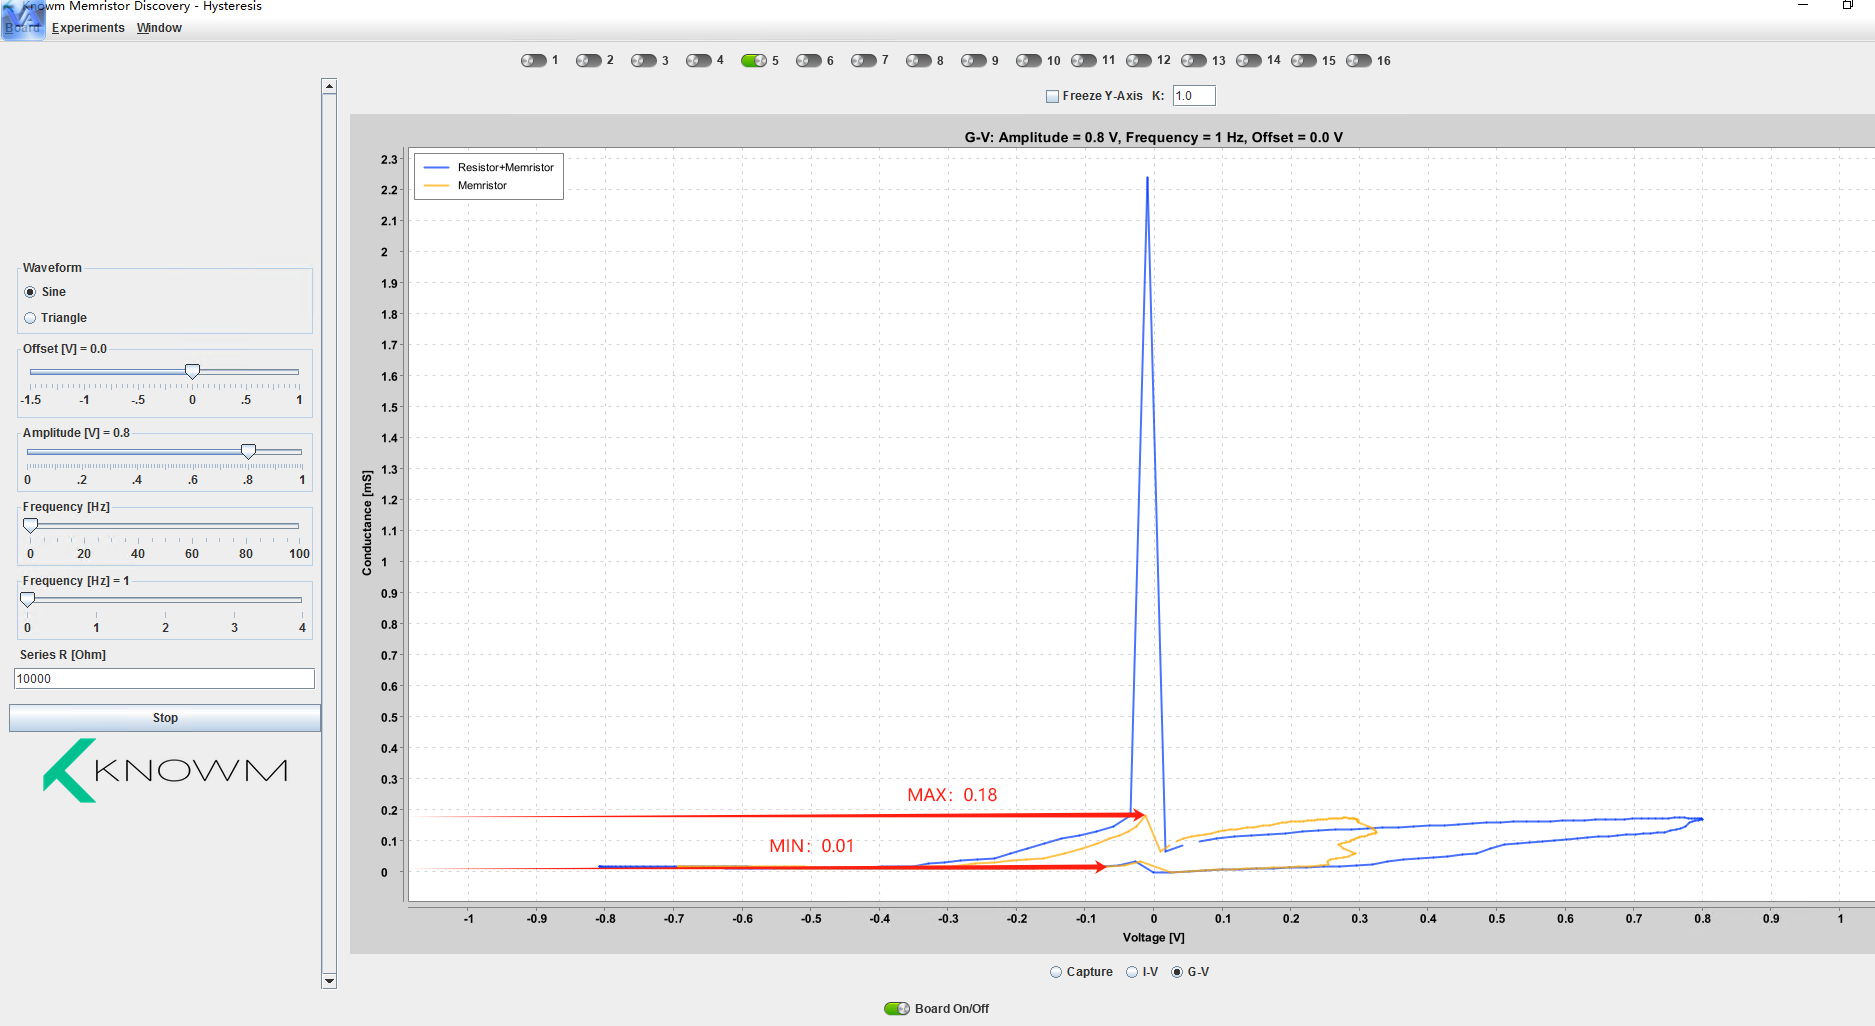 Knowm Memristor Discovery - Hysteresis
Board Experiments Window
1 2 3 4 5 6 7 8 9 10 11 12 13 14 15 16
Freeze Y-Axis K: 1.0
G-V: Amplitude = 0.8 V, Frequency = 1 Hz, Offset = 0.0 V
Resistor+Memristor
Memristor
2.3
2.2
2.1
2
1.9
1.8
1.7
1.6
1.5
1.4
1.3
1.2
1.1
1
0.9
0.8
0.7
0.6
0.5
0.4
0.3
0.2
0.1
0
Conductance [mS]
MAX：0.18
MIN：0.01
-1 -0.9 -0.8 -0.7 -0.6 -0.5 -0.4 -0.3 -0.2 -0.1 0 0.1 0.2 0.3 0.4 0.5 0.6 0.7 0.8 0.9 1
Voltage [V]
Waveform
Sine
Triangle
Offset [V] = 0.0
-1.5 -1 -.5 0 .5 1
Amplitude [V] = 0.8
0 .2 .4 .6 .8 1
Frequency [Hz]
0 20 40 60 80 100
Frequency [Hz] = 1
0 1 2 3 4
Series R [Ohm]
10000
Stop
KNOWM
Capture I-V G-V
Board On/Off